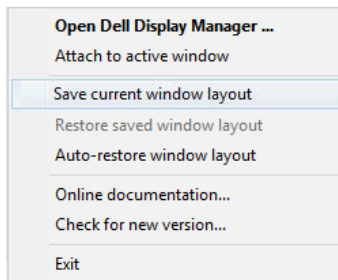 Open Dell Display Manager ...
Attach to active window
Save current window layout
Restore saved window layout
Auto-restore window layout
Online documentation...
Check for new version...
Exit